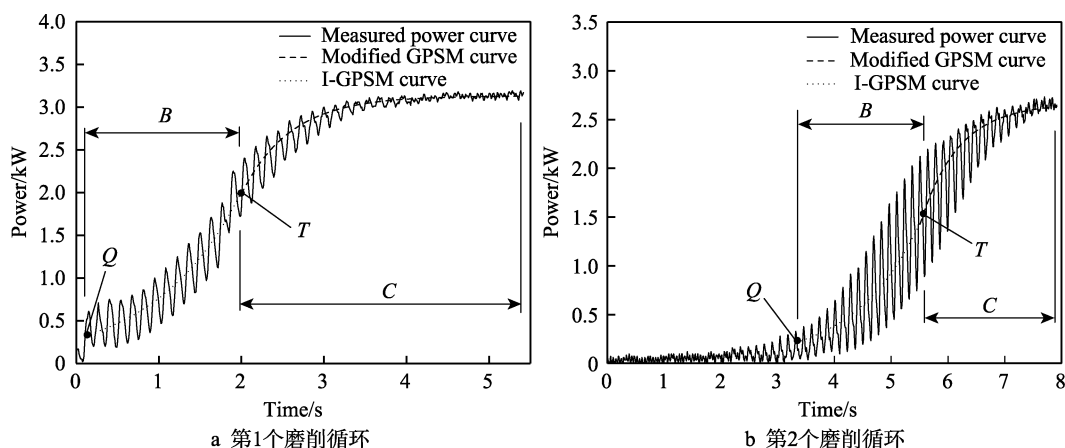 4.0
3.5
3.0
2.5
2.0
1.5
1.0
0.5
0
Power/kW
Measured power curve
Modified GPSM curve
I-GPSM curve
B
Q
T
C
0 1 2 3 4 5
Time/s
a 第1个磨削循环
3.5
3.0
2.5
2.0
1.5
1.0
0.5
0
Power/kW
Measured power curve
Modified GPSM curve
I-GPSM curve
B
Q
T
C
0 1 2 3 4 5 6 7 8
Time/s
b 第2个磨削循环